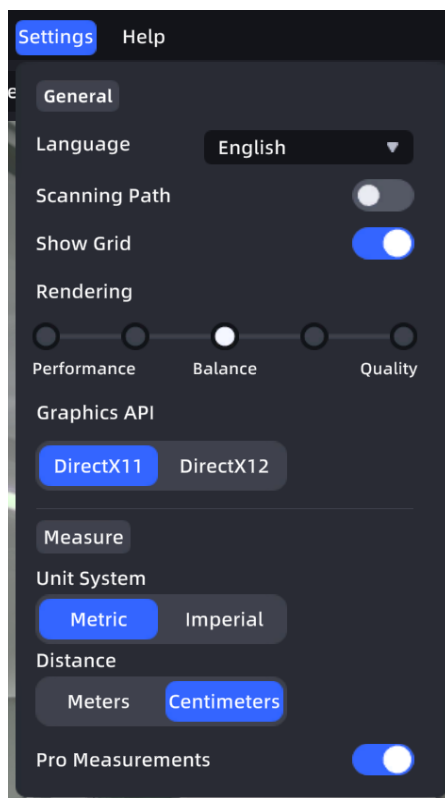 Settings Help
General
Language English
Scanning Path
Show Grid
Rendering
Performance Balance Quality
Graphics API
DirectX11 DirectX12
Measure
Unit System
Metric Imperial
Distance
Meters Centimeters
Pro Measurements